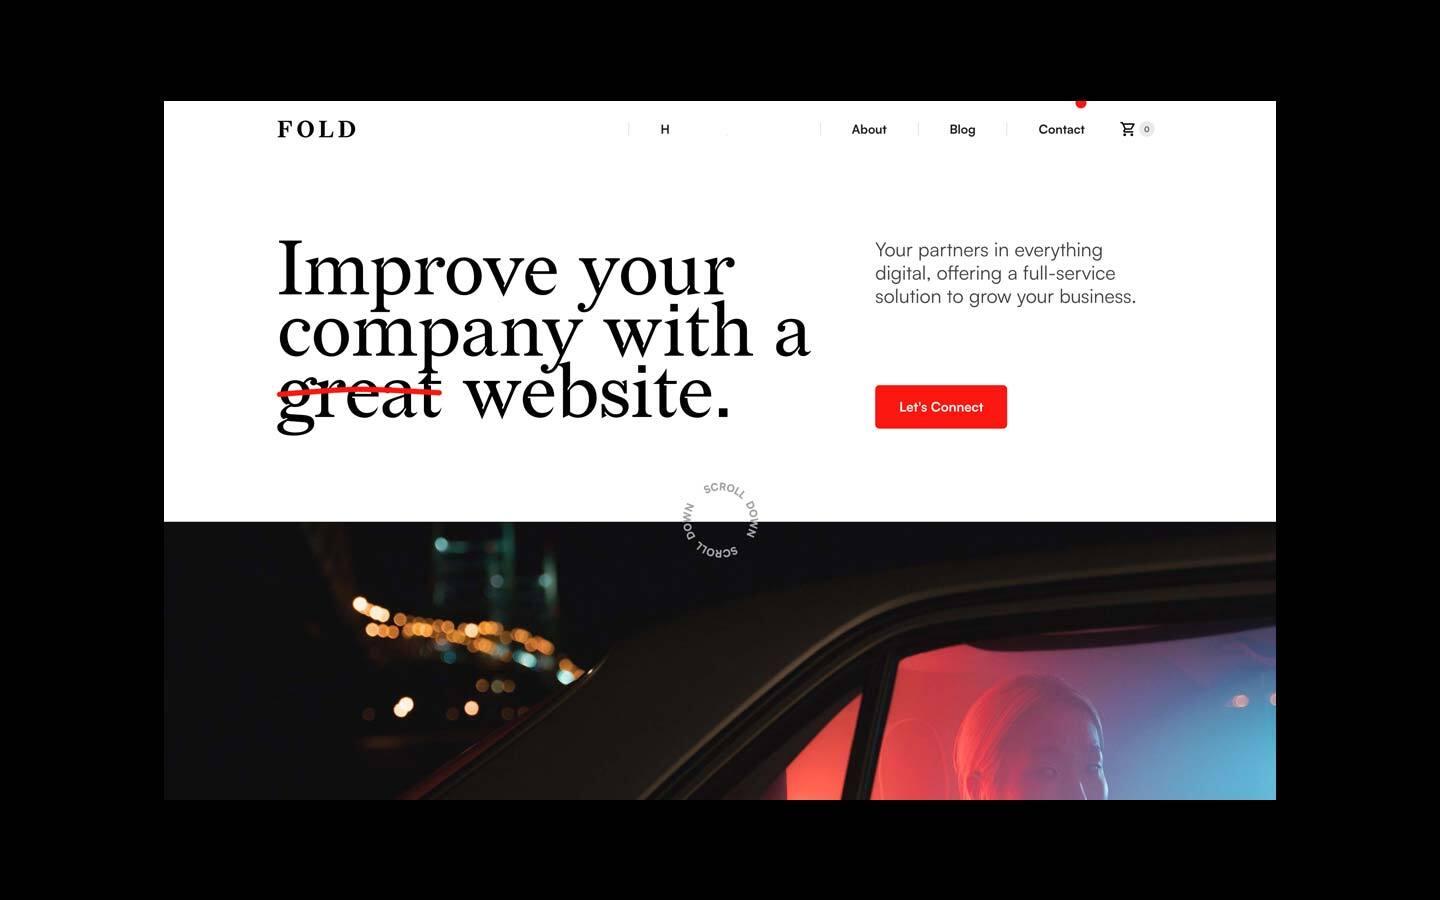 FOLD
H
About
Blog
Contact
0
Improve your
company with a
great website.
Your partners in everything
digital, offering a full-service
solution to grow your business.
Let's Connect
SCROLL DOWN SCROLL DOWN